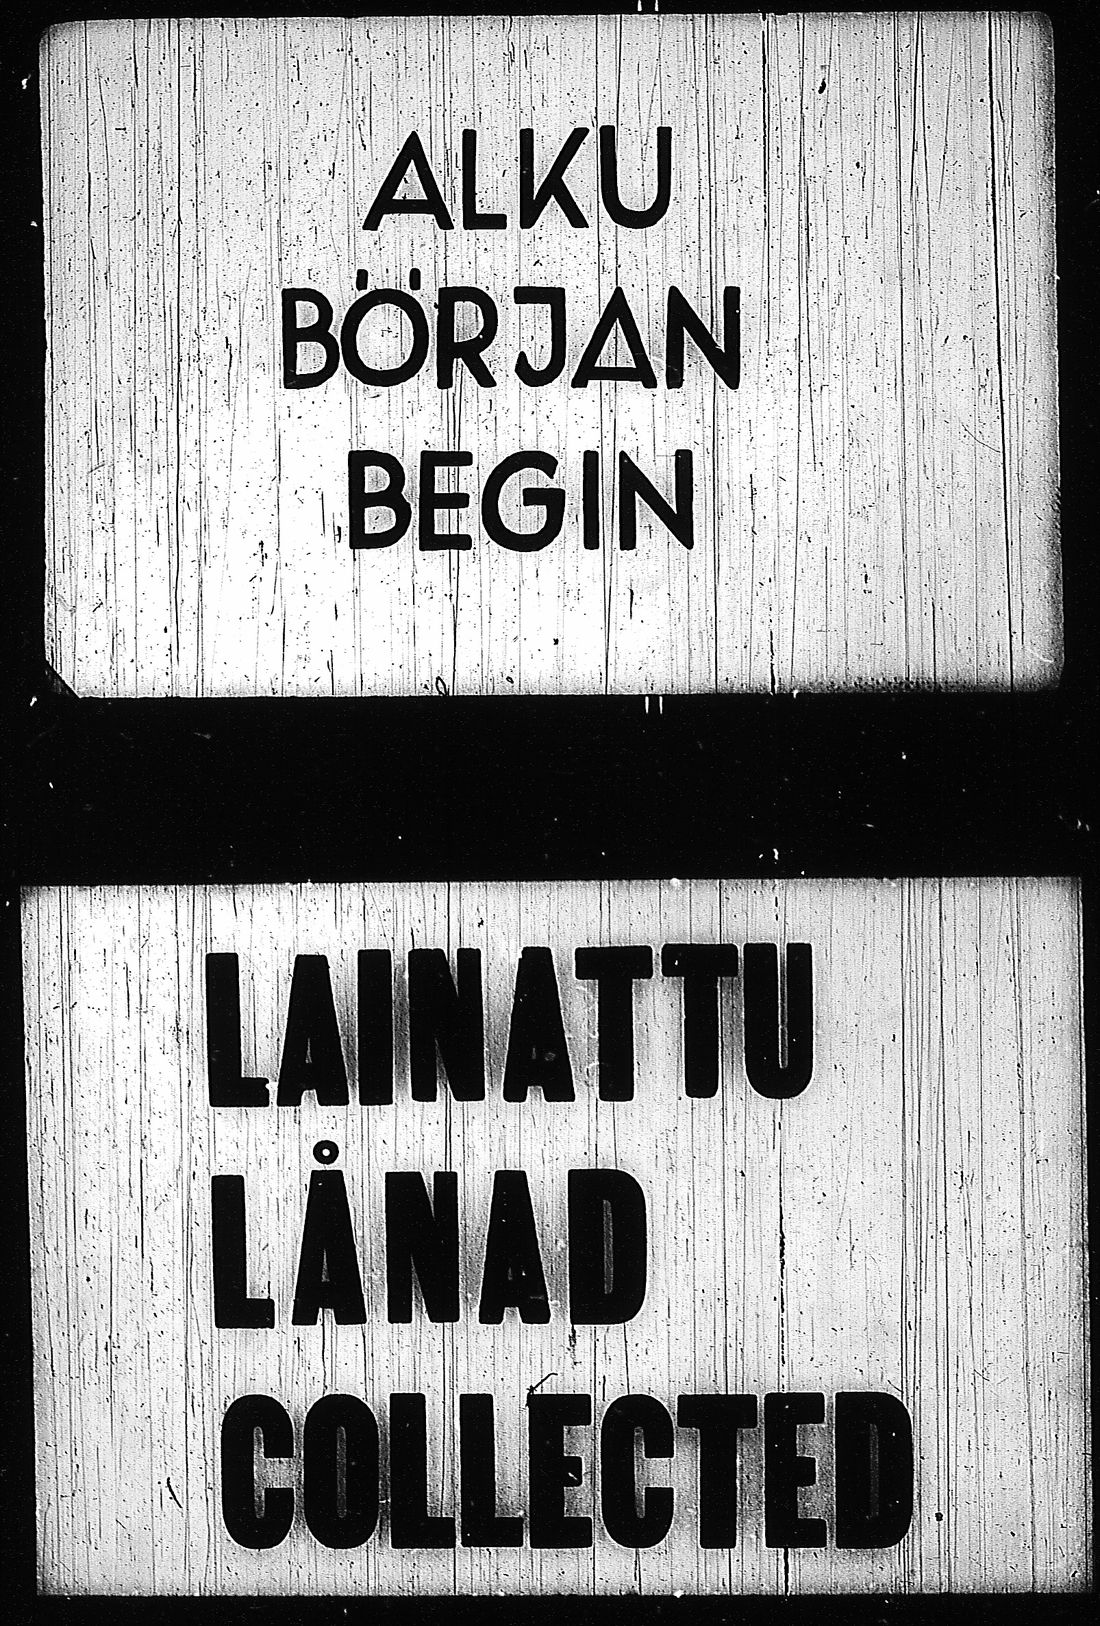 ALKU
BÖRJAN
BEGIN
LAINATTU
LÅNAD
COLLECTED